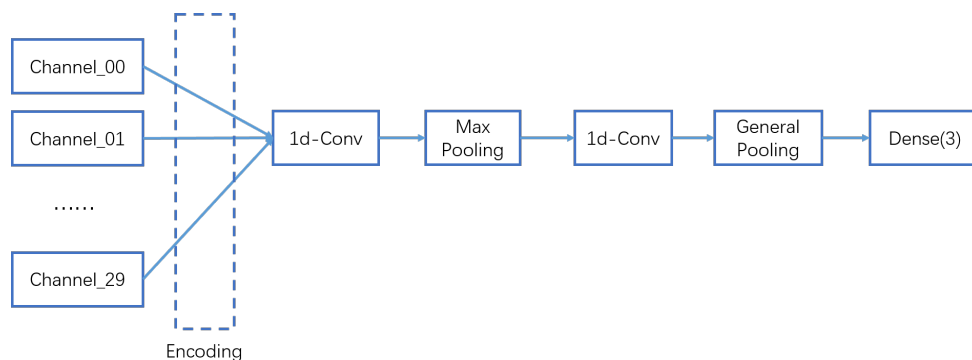 Channel_00
Channel_01
……
Channel_29
Encoding
1d-Conv
Max
Pooling
1d-Conv
General
Pooling
Dense(3)